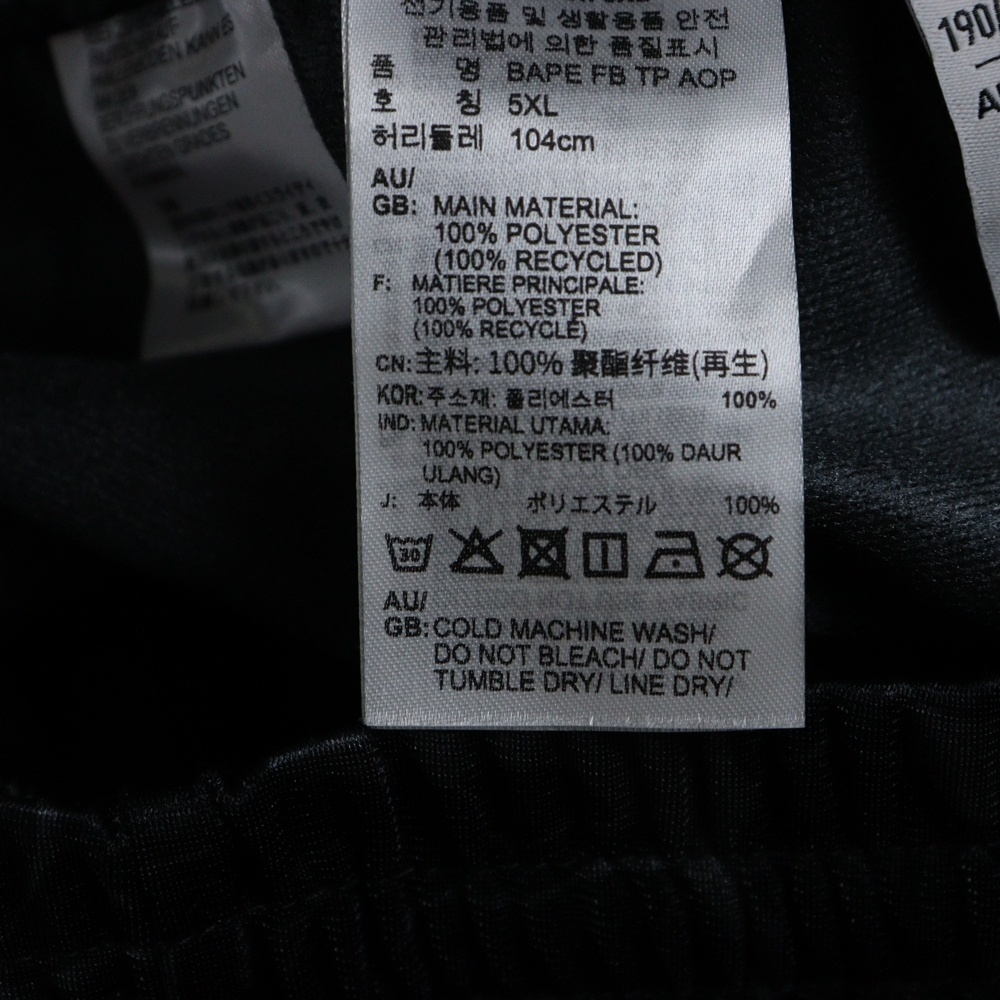 전기용품 및 생활용품 안전
관리법에 의한 품질표시
품 명 BAPE FB TP AOP
호 칭 5XL
허리둘레 104cm
AU/
GB: MAIN MATERIAL:
100% POLYESTER
(100% RECYCLED)
F: MATIERE PRINCIPALE:
100% POLYESTER
(100% RECYCLÉ)
CN: 主料: 100% 聚酯纤维(再生)
KOR: 주소재: 폴리에스터 100%
IND: MATERIAL UTAMA:
100% POLYESTER (100% DAUR
ULANG)
J: 本体 ポリエステル 100%
30
AU/
GB: COLD MACHINE WASH/
DO NOT BLEACH/ DO NOT
TUMBLE DRY/ LINE DRY/
190/